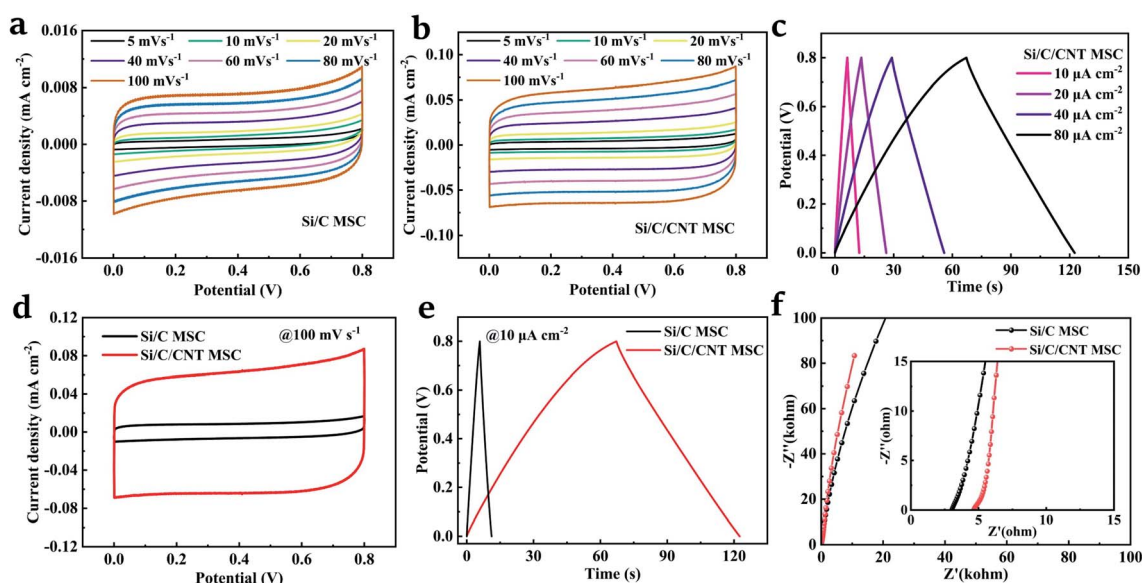 a
5 mVs⁻¹ 10 mVs⁻¹ 20 mVs⁻¹
40 mVs⁻¹ 60 mVs⁻¹ 80 mVs⁻¹
100 mVs⁻¹
Current density (mA cm⁻²)
0.016
0.008
0.000
-0.008
-0.016
Si/C MSC
0.0 0.2 0.4 0.6 0.8
Potential (V)
b
5 mVs⁻¹ 10 mVs⁻¹ 20 mVs⁻¹
40 mVs⁻¹ 60 mVs⁻¹ 80 mVs⁻¹
100 mVs⁻¹
Current density (mA cm⁻²)
0.15
0.10
0.05
0.00
-0.05
-0.10
Si/C/CNT MSC
0.0 0.2 0.4 0.6 0.8
Potential (V)
c
Si/C/CNT MSC
10 μA cm⁻²
20 μA cm⁻²
40 μA cm⁻²
80 μA cm⁻²
Potential (V)
1.0
0.8
0.6
0.4
0.2
0.0
0 30 60 90 120 150
Time (s)
d
Si/C MSC
Si/C/CNT MSC
@100 mV s⁻¹
Current density (mA cm⁻²)
0.12
0.08
0.04
0.00
-0.04
-0.08
-0.12
0.0 0.2 0.4 0.6 0.8
Potential (V)
e
@10 μA cm⁻²
Si/C MSC
Si/C/CNT MSC
Potential (V)
0.8
0.6
0.4
0.2
0.0
0 30 60 90 120
Time (s)
f
Si/C MSC
Si/C/CNT MSC
-Z''(kohm)
100
80
60
40
20
0
0 20 40 60 80 100
Z'(kohm)
-Z''(ohm)
15
10
5
0
0 5 10 15
Z'(ohm)